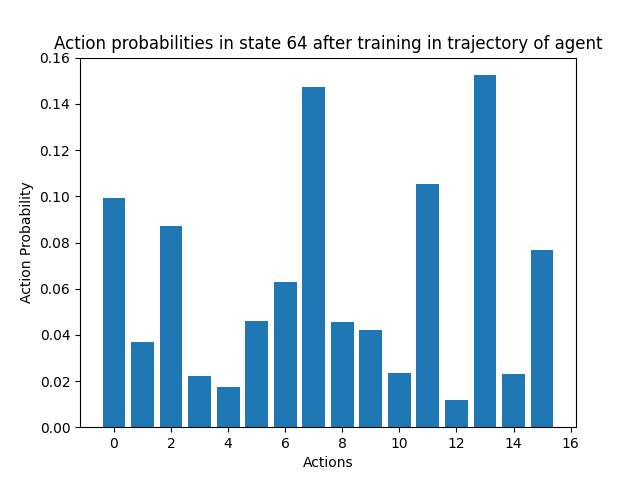 Action probabilities in state 64 after training in trajectory of agent
0.16
0.14
0.12
0.10
0.08
0.06
0.04
0.02
0.00
Action Probability
0 2 4 6 8 10 12 14 16
Actions